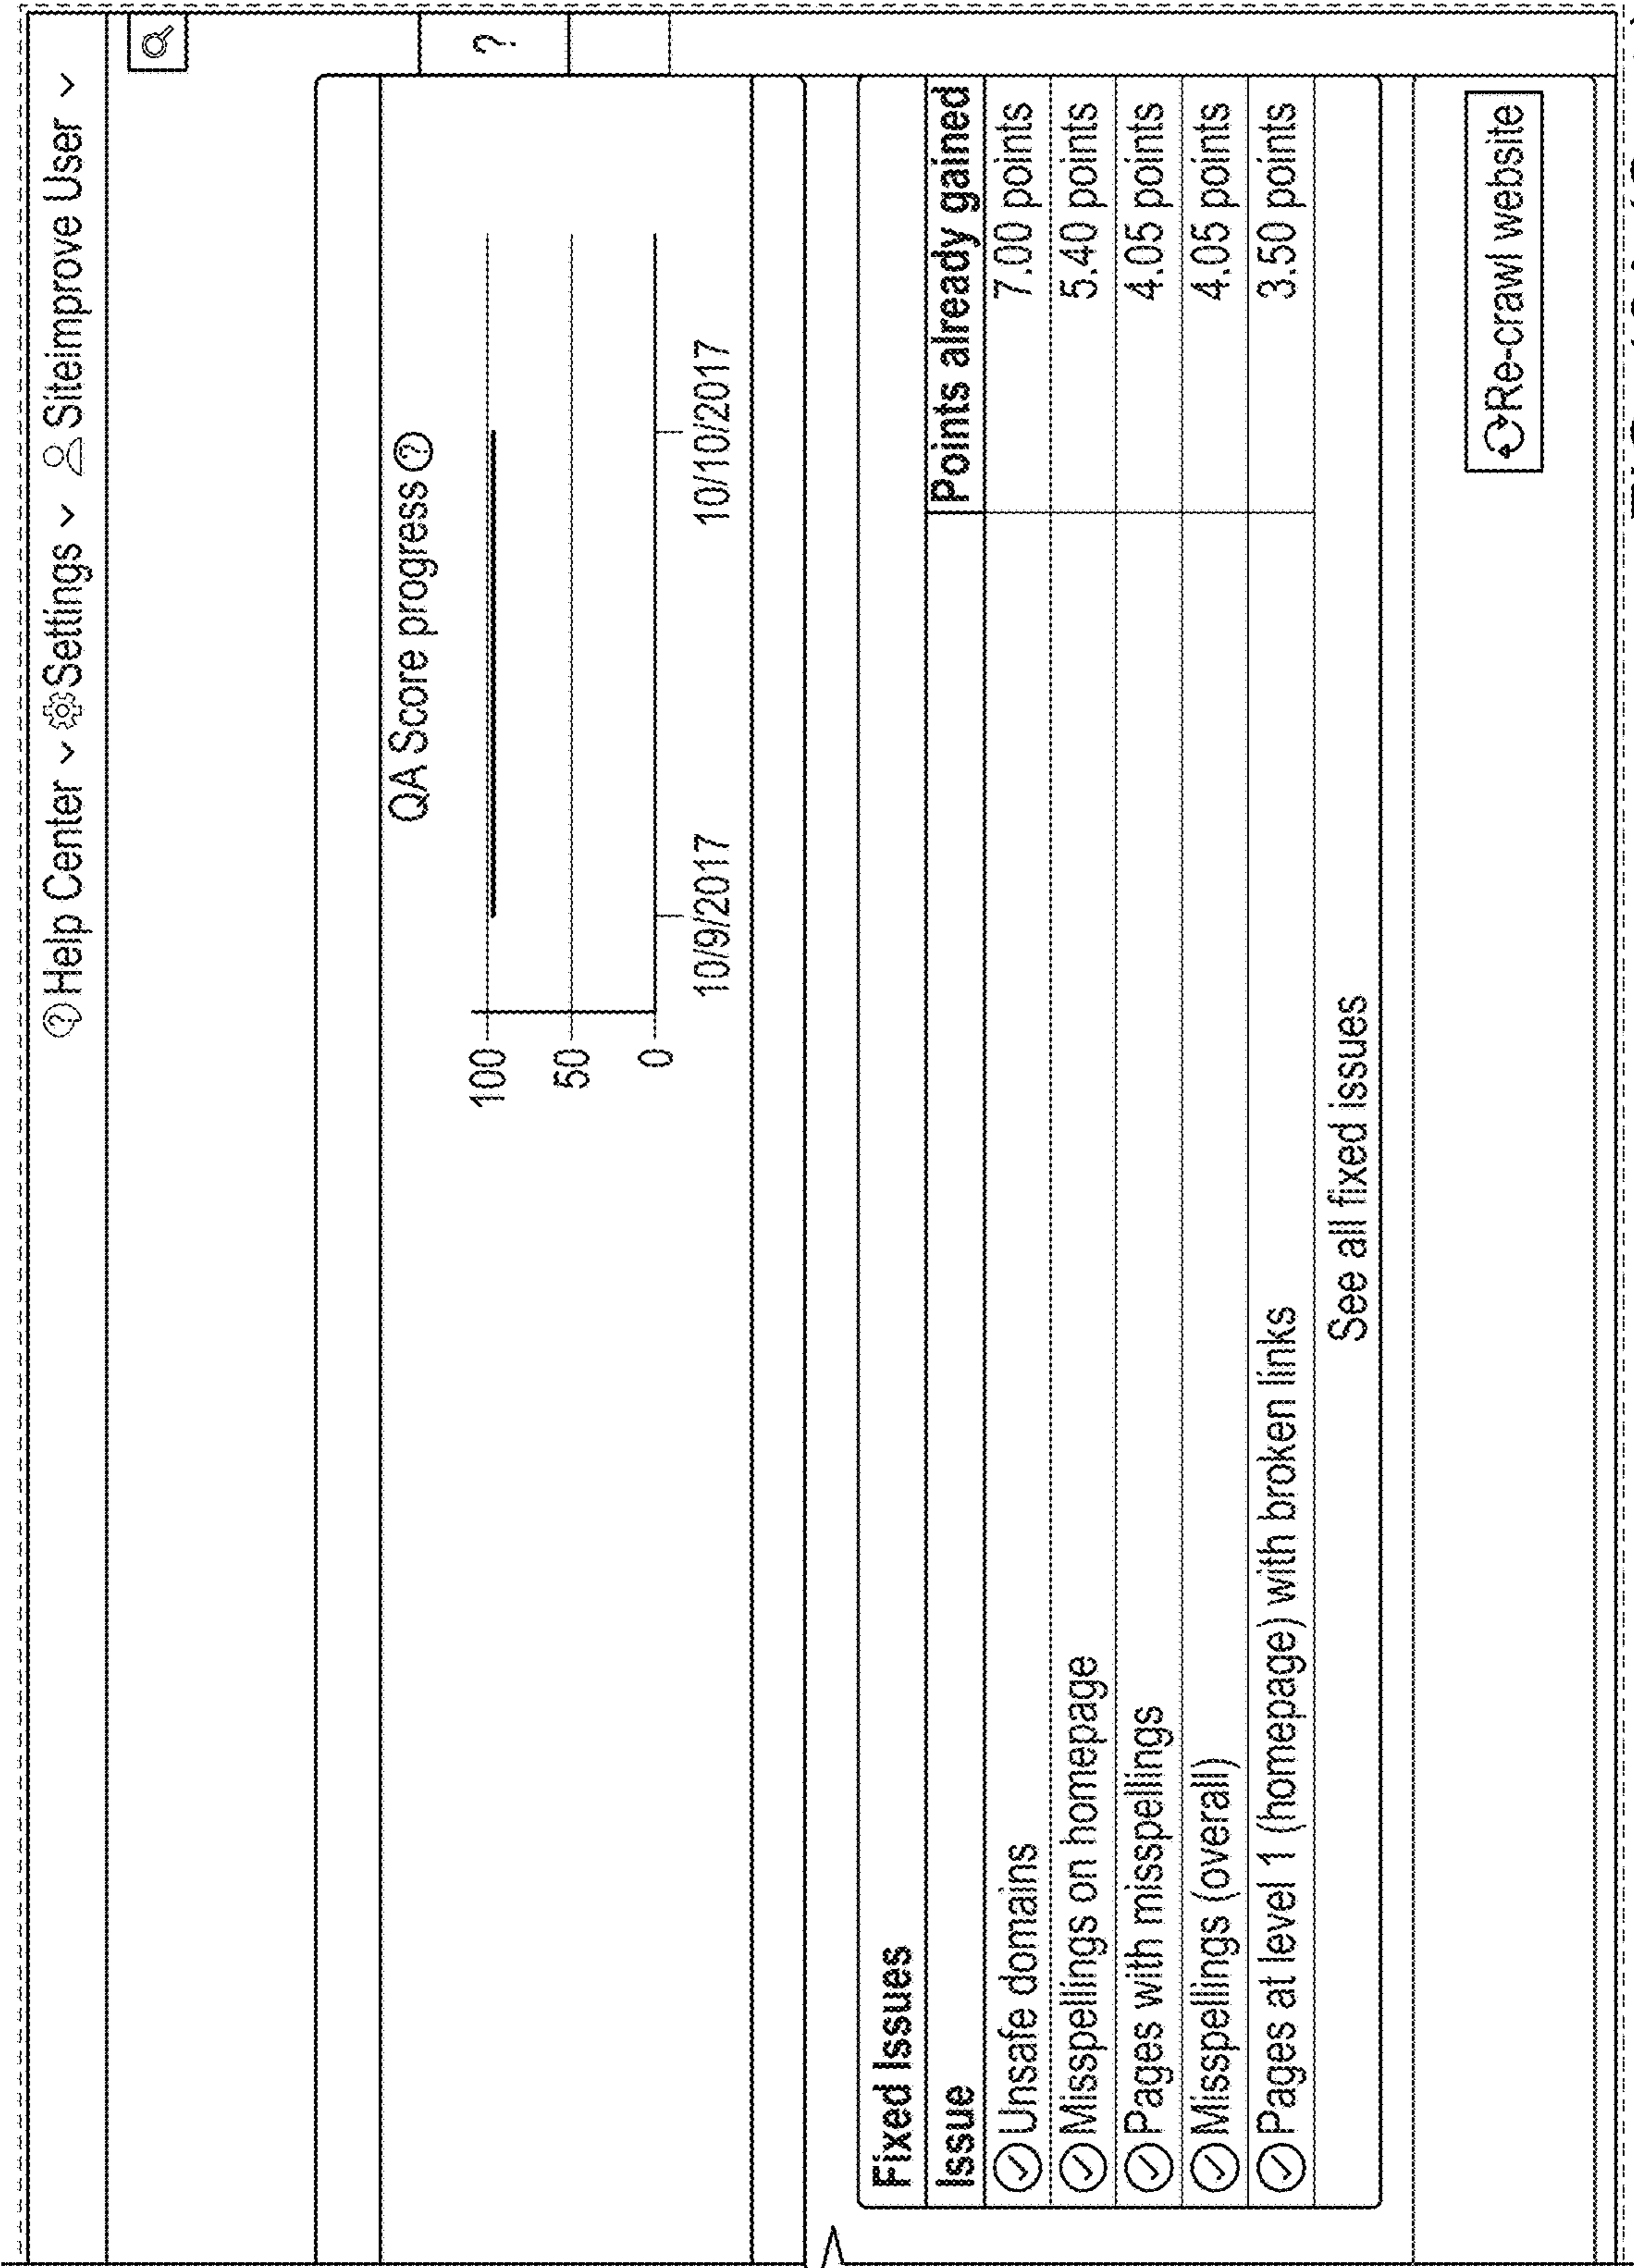 Help Center Settings Siteimprove User
?
QA Score progress ?
100
50
0
10/9/2017 10/10/2017
Fixed Issues
Issue Points already gained
Unsafe domains 7.00 points
Misspellings on homepage 5.40 points
Pages with misspellings 4.05 points
Misspellings (overall) 4.05 points
Pages at level 1 (homepage) with broken links 3.50 points
See all fixed issues
Re-crawl website